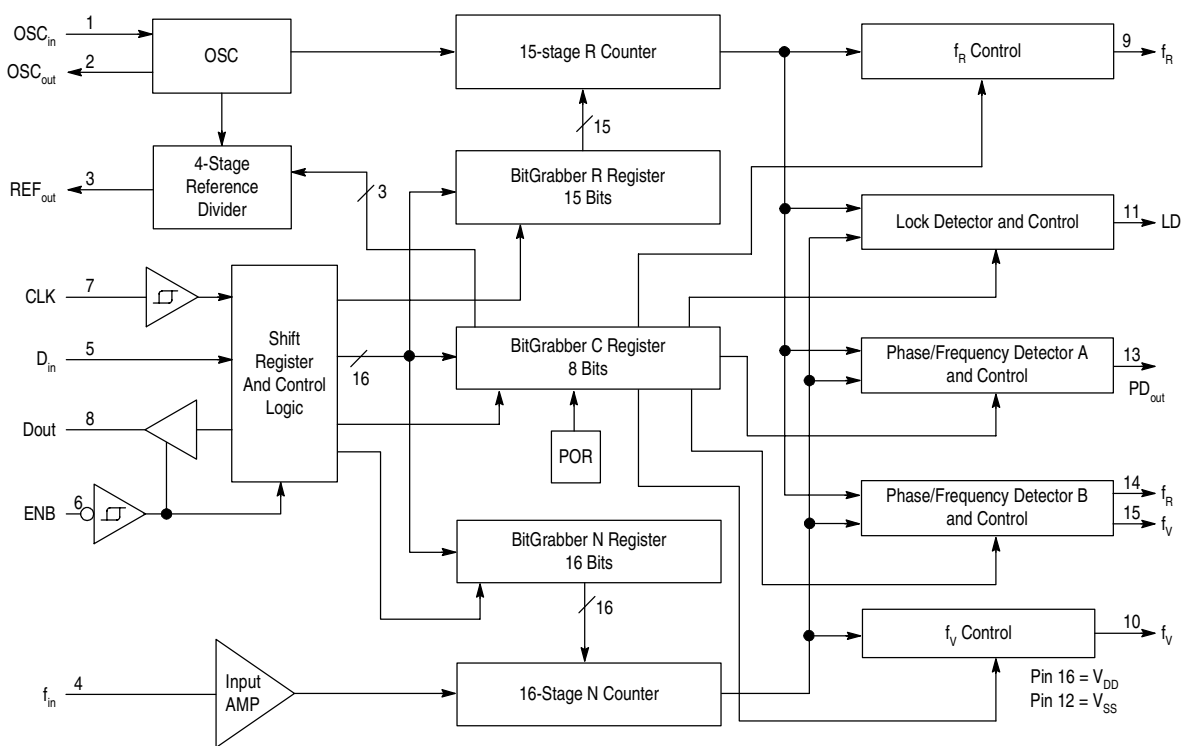 OSCin
1
OSCout
2
OSC
15-stage R Counter
fR Control
9
fR
15
REFout
3
4-Stage
Reference
Divider
3
BitGrabber R Register
15 Bits
Lock Detector and Control
11
LD
CLK
7
Din
5
Dout
8
ENB
6
Shift
Register
And Control
Logic
16
BitGrabber C Register
8 Bits
POR
Phase/Frequency Detector A
and Control
13
PDout
Phase/Frequency Detector B
and Control
14
fR
15
fV
BitGrabber N Register
16 Bits
16
fV Control
10
fV
fin
4
Input
AMP
16-Stage N Counter
Pin 16 = VDD
Pin 12 = VSS